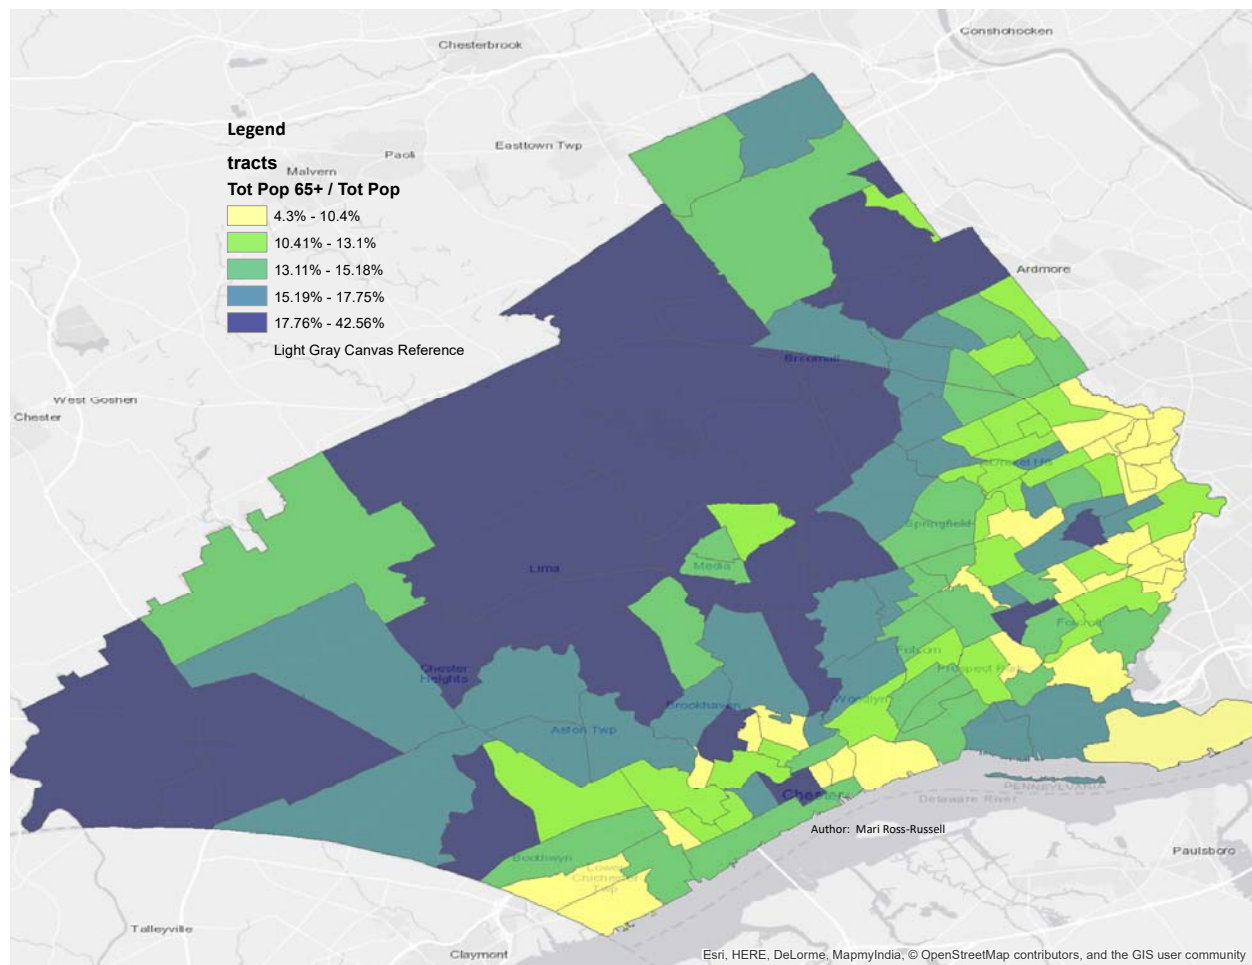 Conshohocken
Chesterbrook
Legend
Easttown Twp
Paoli
tracts
Malvern
Tot Pop 65+ / Tot Pop
4.3% - 10.4%
10.41% - 13.1%
13.11% - 15.18%
Ardmore
15.19% - 17.75%
17.76% - 42.56%
Light Gray Canvas Reference
Broomall
West Goshen
Chester
Drexel Hill
Springfield
Lima
Media
Folcroft
Folsom
Chester
Heights
Prospect Park
Woodlyn
Brookhaven
Aston Twp
PENNSYLVANIA
Chester
Delaware River
Author: Mari Ross-Russell
Paulsboro
Boothwyn
Lower
Chichester
Twp
Talleyville
Claymont
Esri, HERE, DeLorme, MapmyIndia, © OpenStreetMap contributors, and the GIS user community